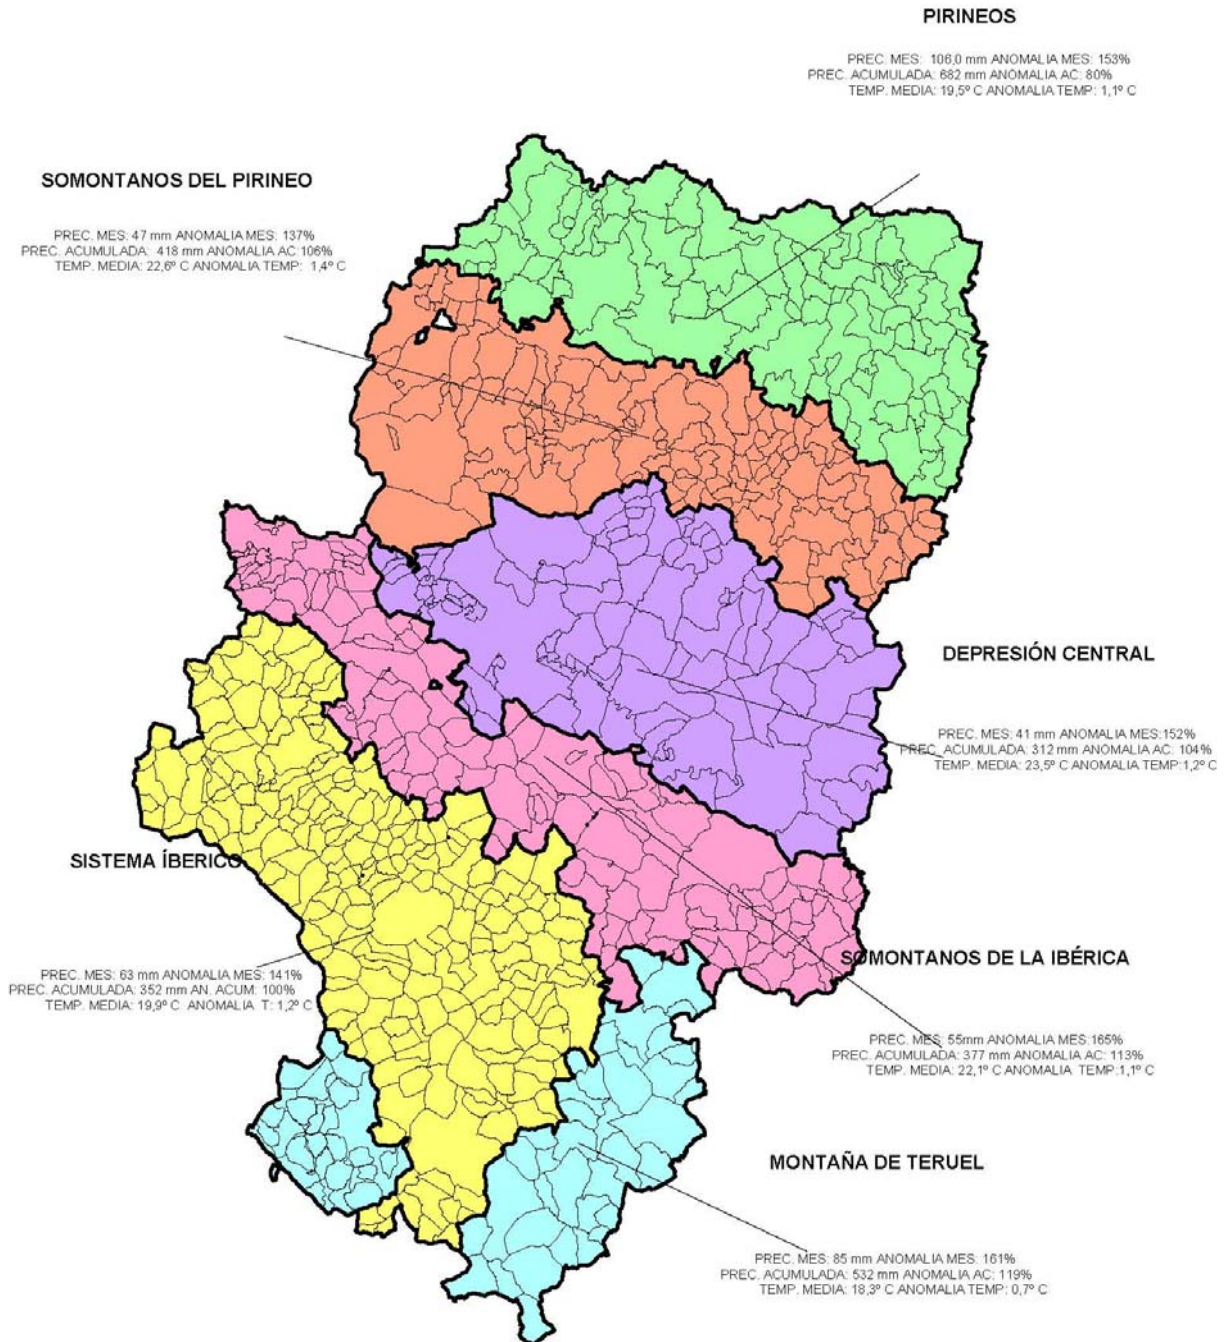 PIRINEOS
PREC. MES: 106,0 mm ANOMALIA MES: 153%
PREC. ACUMULADA: 682 mm ANOMALIA AC: 80%
TEMP. MEDIA: 19,5º C ANOMALIA TEMP: 1,1º C
SOMONTANOS DEL PIRINEO
PREC. MES: 47 mm ANOMALIA MES: 137%
PREC. ACUMULADA: 418 mm ANOMALIA AC:106%
TEMP. MEDIA: 22,6º C ANOMALIA TEMP: 1,4º C
DEPRESIÓN CENTRAL
PREC. MES: 41 mm ANOMALIA MES:152%
PREC. ACUMULADA: 312 mm ANOMALIA AC: 104%
TEMP. MEDIA: 23,5º C ANOMALIA TEMP:1,2º C
SISTEMA ÍBERICO
PREC. MES: 63 mm ANOMALIA MES: 141%
PREC. ACUMULADA: 352 mm AN. ACUM: 100%
TEMP. MEDIA: 19,9º C ANOMALIA T: 1,2º C
SOMONTANOS DE LA IBÉRICA
PREC. MES: 55mm ANOMALIA MES:165%
PREC. ACUMULADA: 377 mm ANOMALIA AC: 113%
TEMP. MEDIA: 22,1º C ANOMALIA TEMP:1,1º C
MONTAÑA DE TERUEL
PREC. MES: 85 mm ANOMALIA MES: 161%
PREC. ACUMULADA: 532 mm ANOMALIA AC: 119%
TEMP. MEDIA: 18,3º C ANOMALIA TEMP: 0,7º C